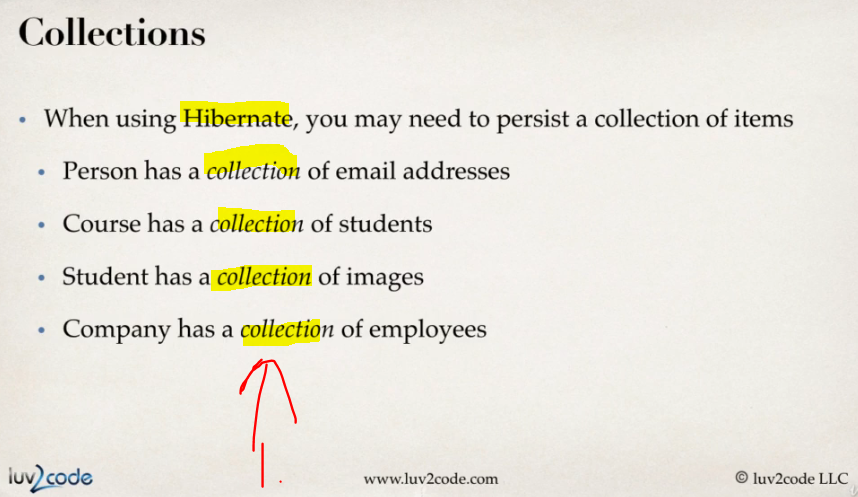 Collections
• When using Hibernate, you may need to persist a collection of items
• Person has a collection of email addresses
• Course has a collection of students
• Student has a collection of images
• Company has a collection of employees
luv2code
www.luv2code.com
© luv2code LLC